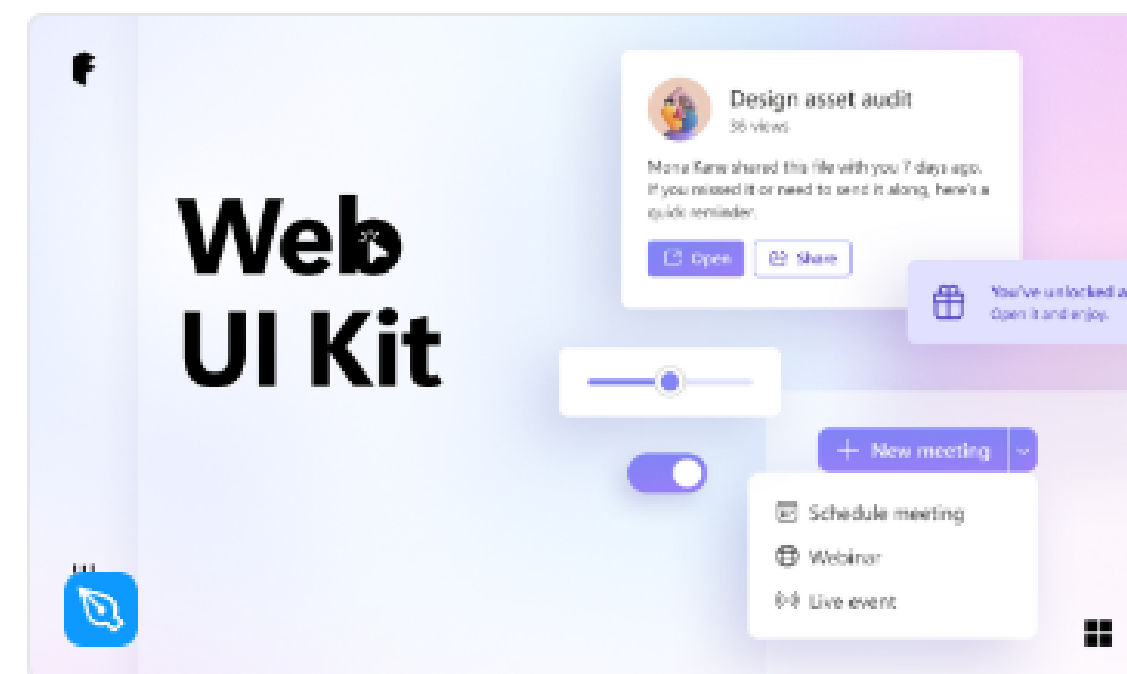 Web
UI Kit
Design asset audit
36 views
Mona Kane shared this file with you 7 days ago.
If you missed it or need to send it along, here's a
quick reminder.
Open
Share
You've unlocked a
Open it and enjoy.
New meeting
Schedule meeting
Webinar
Live event